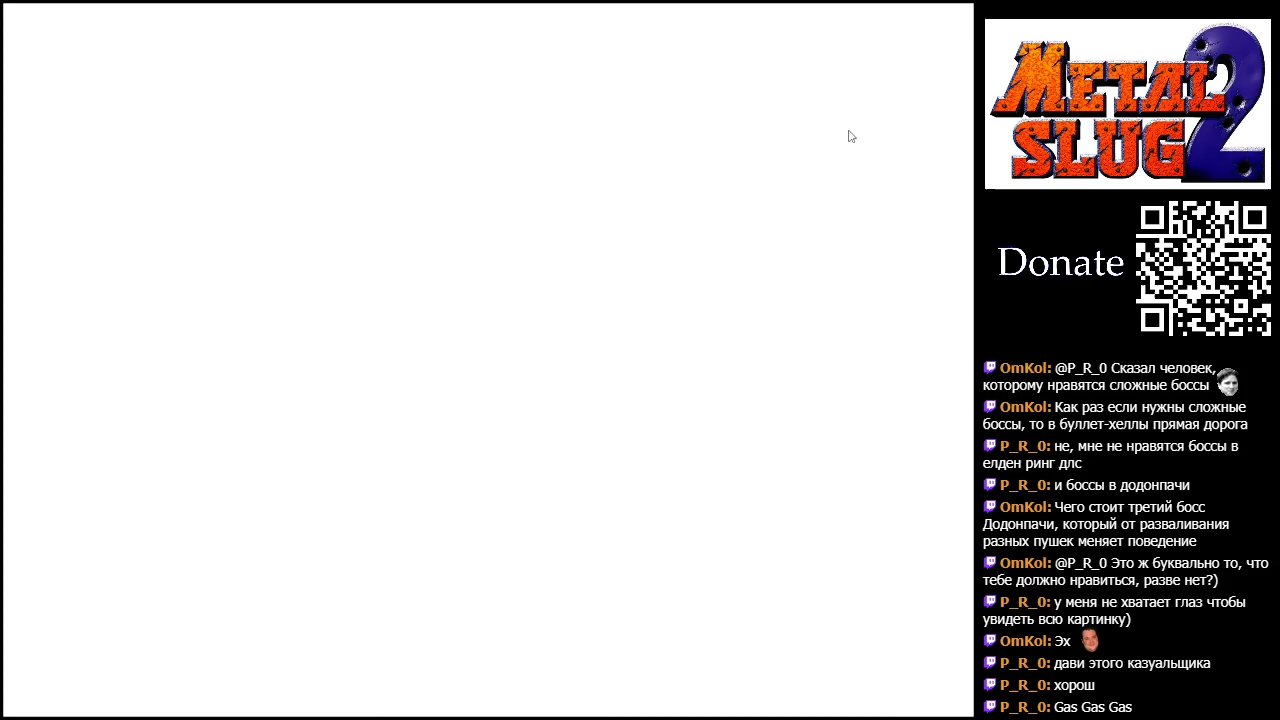 METAL
SLUG 2
Donate
OmKol: @P_R_0 Сказал человек,
которому нравятся сложные боссы
OmKol: Как раз если нужны сложные
боссы, то в буллет-хеллы прямая дорога
P_R_0: не, мне не нравятся боссы в
елден ринг длс
P_R_0: и боссы в додонпачи
OmKol: Чего стоит третий босс
Додонпачи, который от разваливания
разных пушек меняет поведение
OmKol: @P_R_0 Это ж буквально то, что
тебе должно нравиться, разве нет?)
P_R_0: у меня не хватает глаз чтобы
увидеть всю картинку)
OmKol: Эх
P_R_0: дави этого казуальщика
P_R_0: хорош
P_R_0: Gas Gas Gas